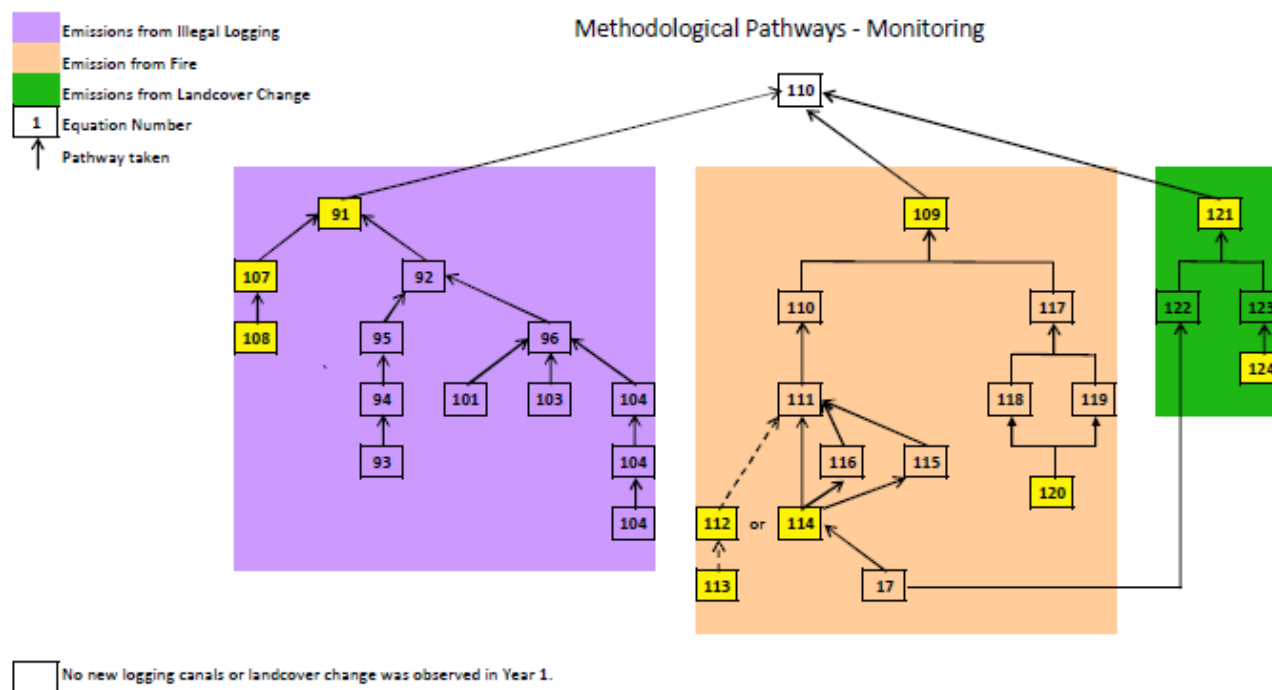 Methodological Pathways - Monitoring
Emissions from Illegal Logging
Emission from Fire
Emissions from Landcover Change
1 Equation Number
Pathway taken
110
91 109 121
107 92
110 117 122 123
108 95 96
124
94 101 103 104 111 118 119
93 104 116 115
120
104 112 or 114
113 17
No new logging canals or landcover change was observed in Year 1.